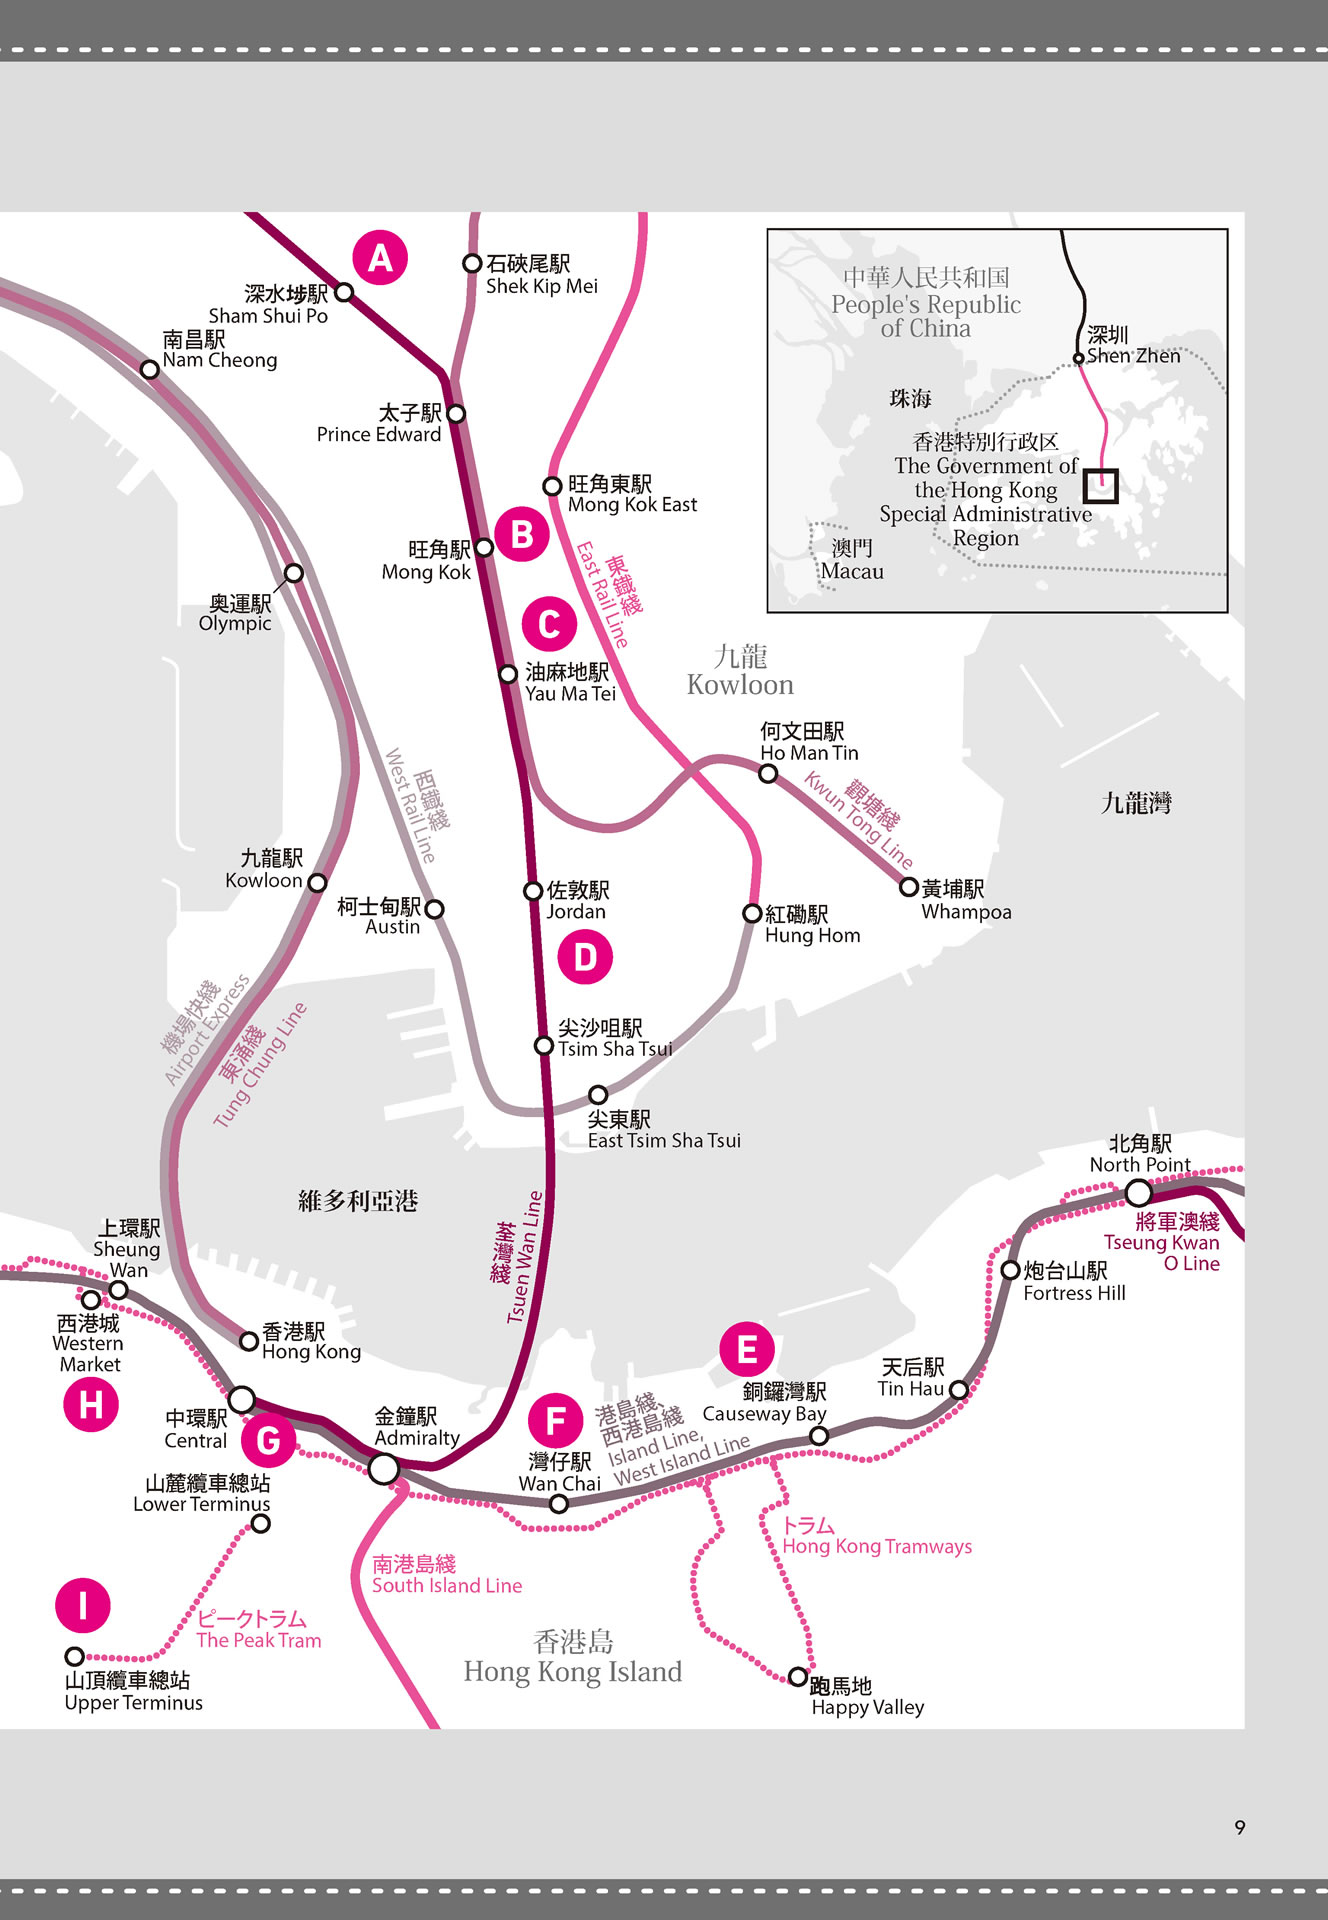 A
石硤尾駅
Shek Kip Mei
深水埗駅
Sham Shui Po
南昌駅
Nam Cheong
太子駅
Prince Edward
旺角東駅
Mong Kok East
B
旺角駅
Mong Kok
東鐵綫
East Rail Line
奥運駅
Olympic
C
油麻地駅
Yau Ma Tei
九龍
Kowloon
何文田駅
Ho Man Tin
觀塘綫
Kwun Tong Line
九龍灣
西鐵綫
West Rail Line
九龍駅
Kowloon
柯士甸駅
Austin
佐敦駅
Jordan
紅磡駅
Hung Hom
黃埔駅
Whampoa
D
機場快綫
Airport Express
東涌綫
Tung Chung Line
尖沙咀駅
Tsim Sha Tsui
尖東駅
East Tsim Sha Tsui
維多利亞港
荃灣綫
Tsuen Wan Line
北角駅
North Point
將軍澳綫
Tseung Kwan
O Line
炮台山駅
Fortress Hill
上環駅
Sheung
Wan
西港城
Western
Market
香港駅
Hong Kong
H
中環駅
Central
G
金鐘駅
Admiralty
F
灣仔駅
Wan Chai
港島綫、
西港島綫
Island Line,
West Island Line
E
銅鑼灣駅
Causeway Bay
天后駅
Tin Hau
山麓纜車總站
Lower Terminus
I
ピークトラム
The Peak Tram
山頂纜車總站
Upper Terminus
南港島綫
South Island Line
トラム
Hong Kong Tramways
香港島
Hong Kong Island
跑馬地
Happy Valley
中華人民共和国
People's Republic
of China
深圳
Shen Zhen
珠海
香港特別行政区
The Government of
the Hong Kong
Special Administrative
Region
澳門
Macau
9